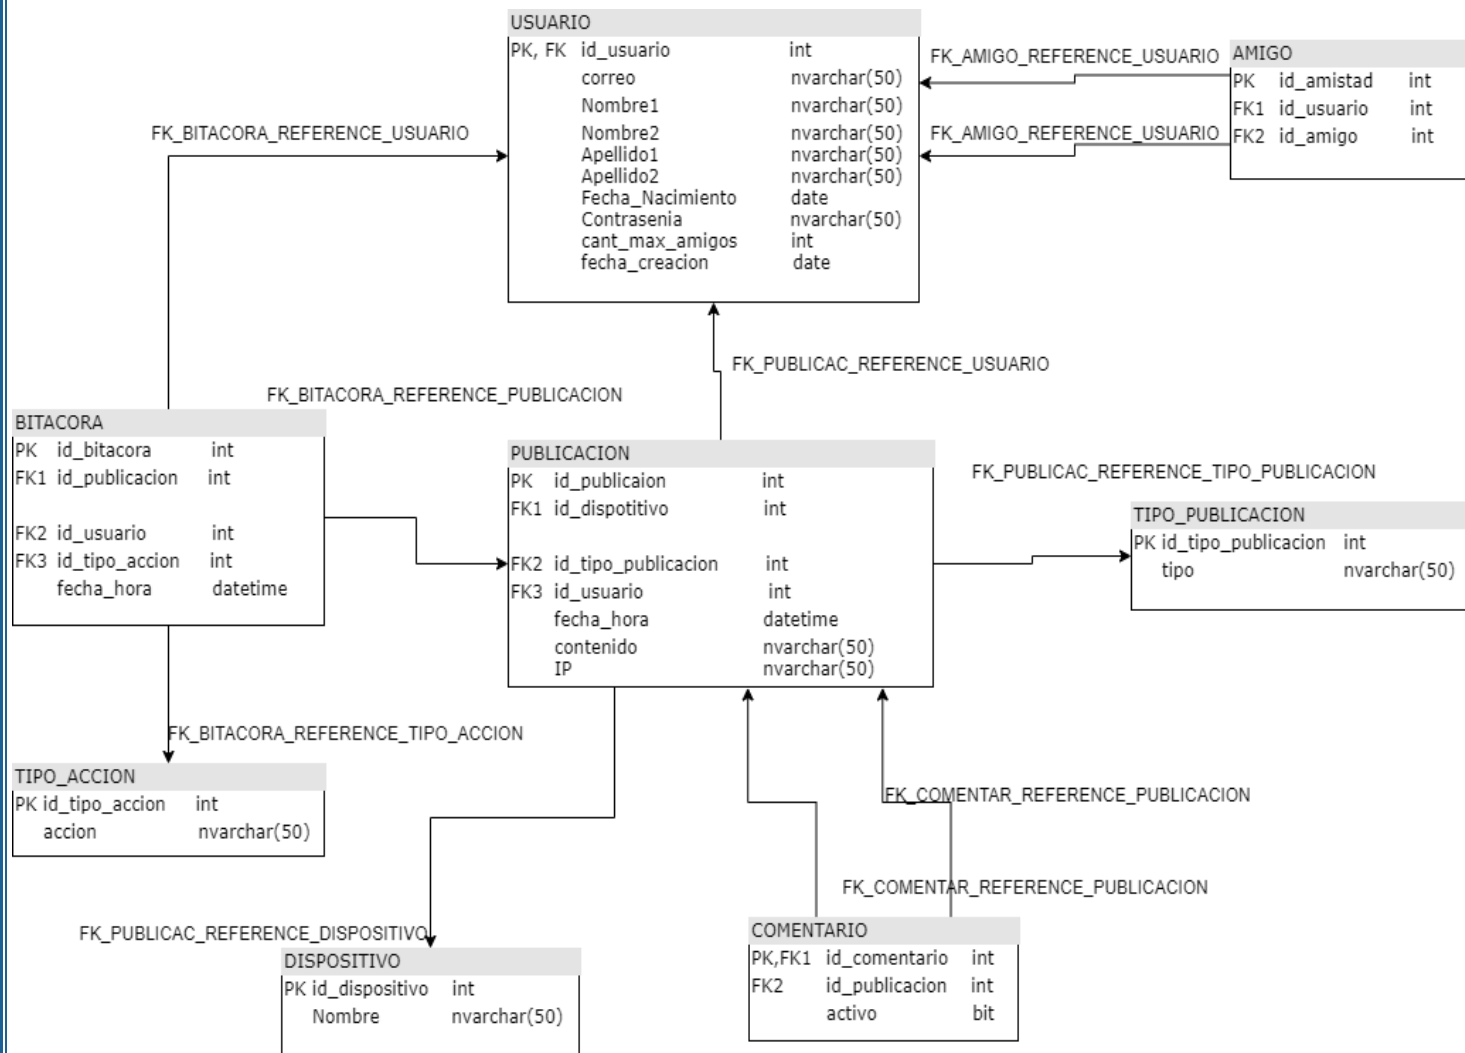 USUARIO
PK, FK id_usuario int
correo nvarchar(50)
Nombre1 nvarchar(50)
Nombre2 nvarchar(50)
Apellido1 nvarchar(50)
Apellido2 nvarchar(50)
Fecha_Nacimiento date
Contrasenia nvarchar(50)
cant_max_amigos int
fecha_creacion date
FK_AMIGO_REFERENCE_USUARIO
FK_AMIGO_REFERENCE_USUARIO
AMIGO
PK id_amistad int
FK1 id_usuario int
FK2 id_amigo int
FK_BITACORA_REFERENCE_USUARIO
FK_PUBLICAC_REFERENCE_USUARIO
FK_BITACORA_REFERENCE_PUBLICACION
BITACORA
PK id_bitacora int
FK1 id_publicacion int
FK2 id_usuario int
FK3 id_tipo_accion int
fecha_hora datetime
PUBLICACION
PK id_publicaion int
FK1 id_dispotitivo int
FK2 id_tipo_publicacion int
FK3 id_usuario int
fecha_hora datetime
contenido nvarchar(50)
IP nvarchar(50)
FK_PUBLICAC_REFERENCE_TIPO_PUBLICACION
TIPO_PUBLICACION
PK id_tipo_publicacion int
tipo nvarchar(50)
FK_BITACORA_REFERENCE_TIPO_ACCION
TIPO_ACCION
PK id_tipo_accion int
accion nvarchar(50)
FK_COMENTAR_REFERENCE_PUBLICACION
FK_COMENTAR_REFERENCE_PUBLICACION
FK_PUBLICAC_REFERENCE_DISPOSITIVO
DISPOSITIVO
PK id_dispositivo int
Nombre nvarchar(50)
COMENTARIO
PK,FK1 id_comentario int
FK2 id_publicacion int
activo bit